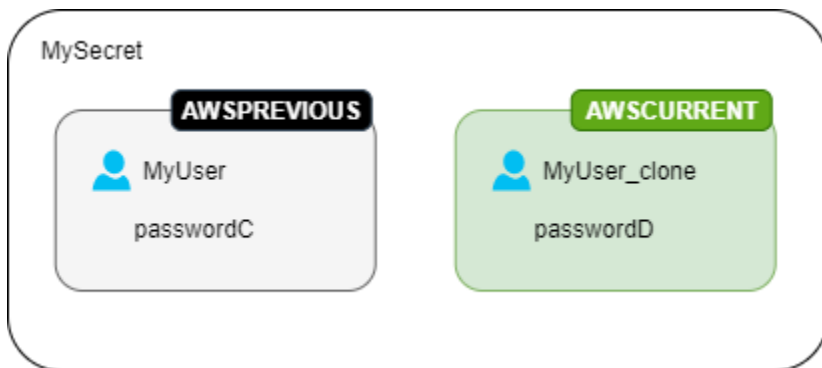 MySecret
AWSPREVIOUS
MyUser
passwordC
AWSCURRENT
MyUser_clone
passwordD